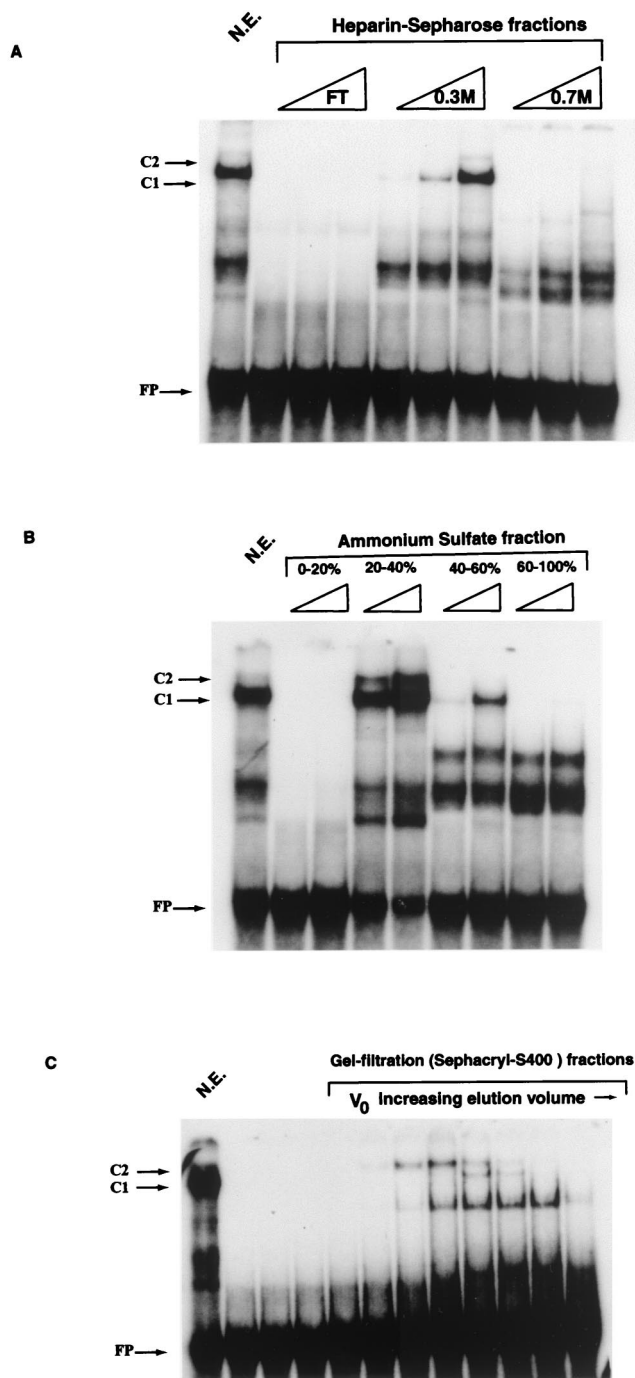 A
N.E.
Heparin-Sepharose fractions
FT 0.3M 0.7M
C2
C1
FP
B
N.E.
Ammonium Sulfate fraction
0-20% 20-40% 40-60% 60-100%
C2
C1
FP
C
N.E.
Gel-filtration (Sephacryl-S400 ) fractions
V0 Increasing elution volume →
C2
C1
FP